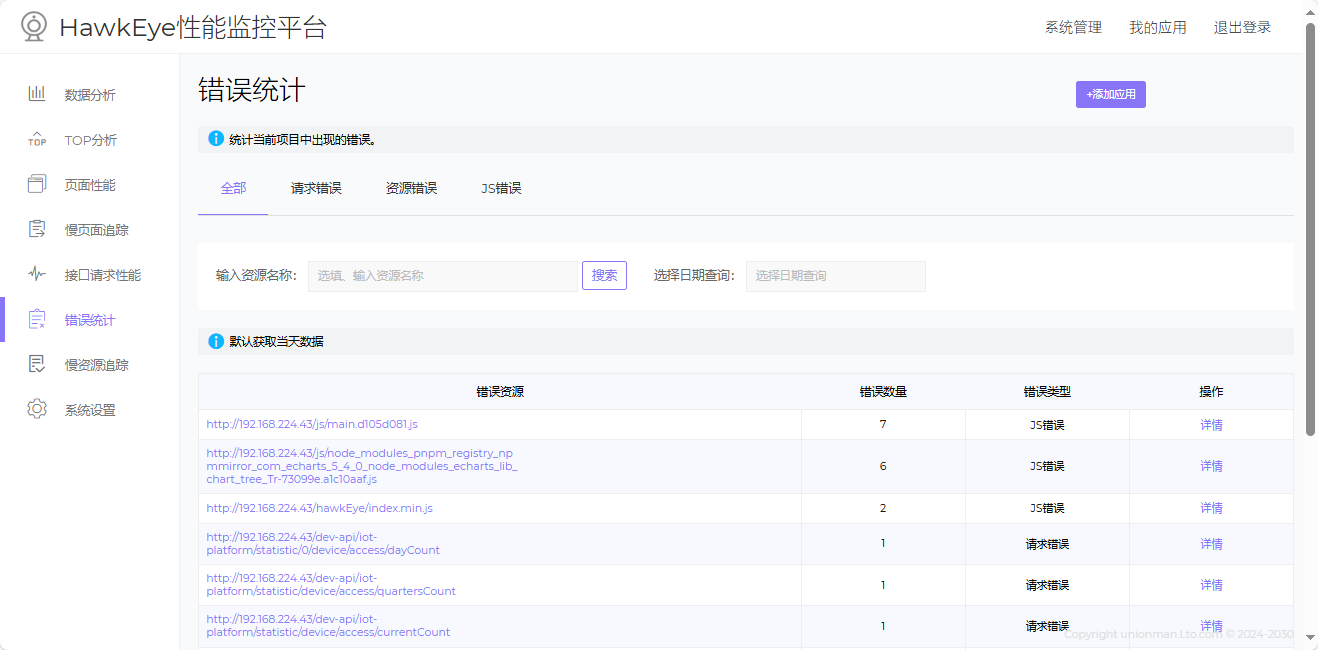 HawkEye性能监控平台
系统管理 我的应用 退出登录
数据分析
TOP分析
页面性能
慢页面追踪
接口请求性能
错误统计
慢资源追踪
系统设置
错误统计
+添加应用
统计当前项目中出现的错误。
全部 请求错误 资源错误 JS错误
输入资源名称: 选填、输入资源名称 搜索 选择日期查询: 选择日期查询
默认获取当天数据
错误资源 错误数量 错误类型 操作
http://192.168.224.43/js/main.d105d081.js 7 JS错误 详情
http://192.168.224.43/js/node_modules_pnpm_registry_np
mmirror_com_echarts_5_4_0_node_modules_echarts_lib_
chart_tree_Tr-73099e.a1c10aaf.js 6 JS错误 详情
http://192.168.224.43/hawkEye/index.min.js 2 JS错误 详情
http://192.168.224.43/dev-api/iot-
platform/statistic/0/device/access/dayCount 1 请求错误 详情
http://192.168.224.43/dev-api/iot-
platform/statistic/device/access/quartersCount 1 请求错误 详情
http://192.168.224.43/dev-api/iot-
platform/statistic/device/access/currentCount 1 请求错误 详情
Copyright unionman.Lto.com © 2024-2030